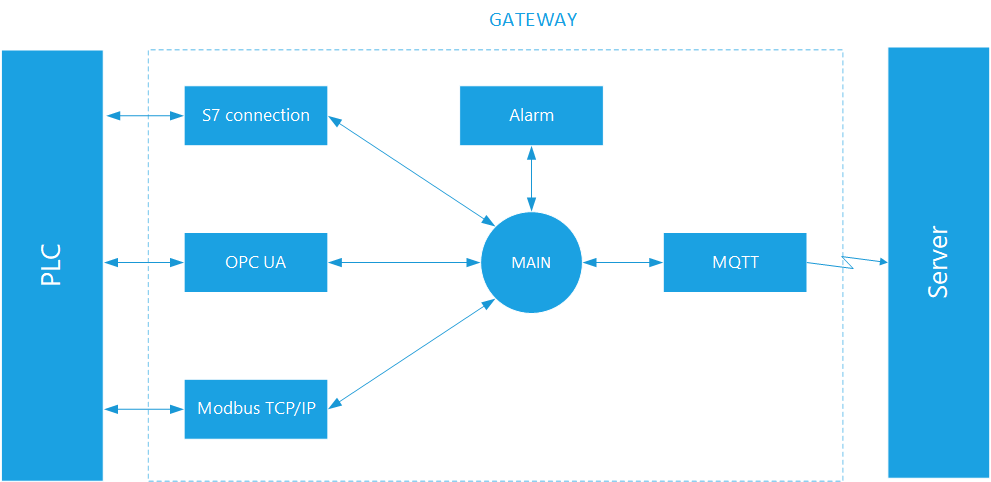 GATEWAY
PLC
S7 connection
Alarm
OPC UA
MAIN
MQTT
Server
Modbus TCP/IP